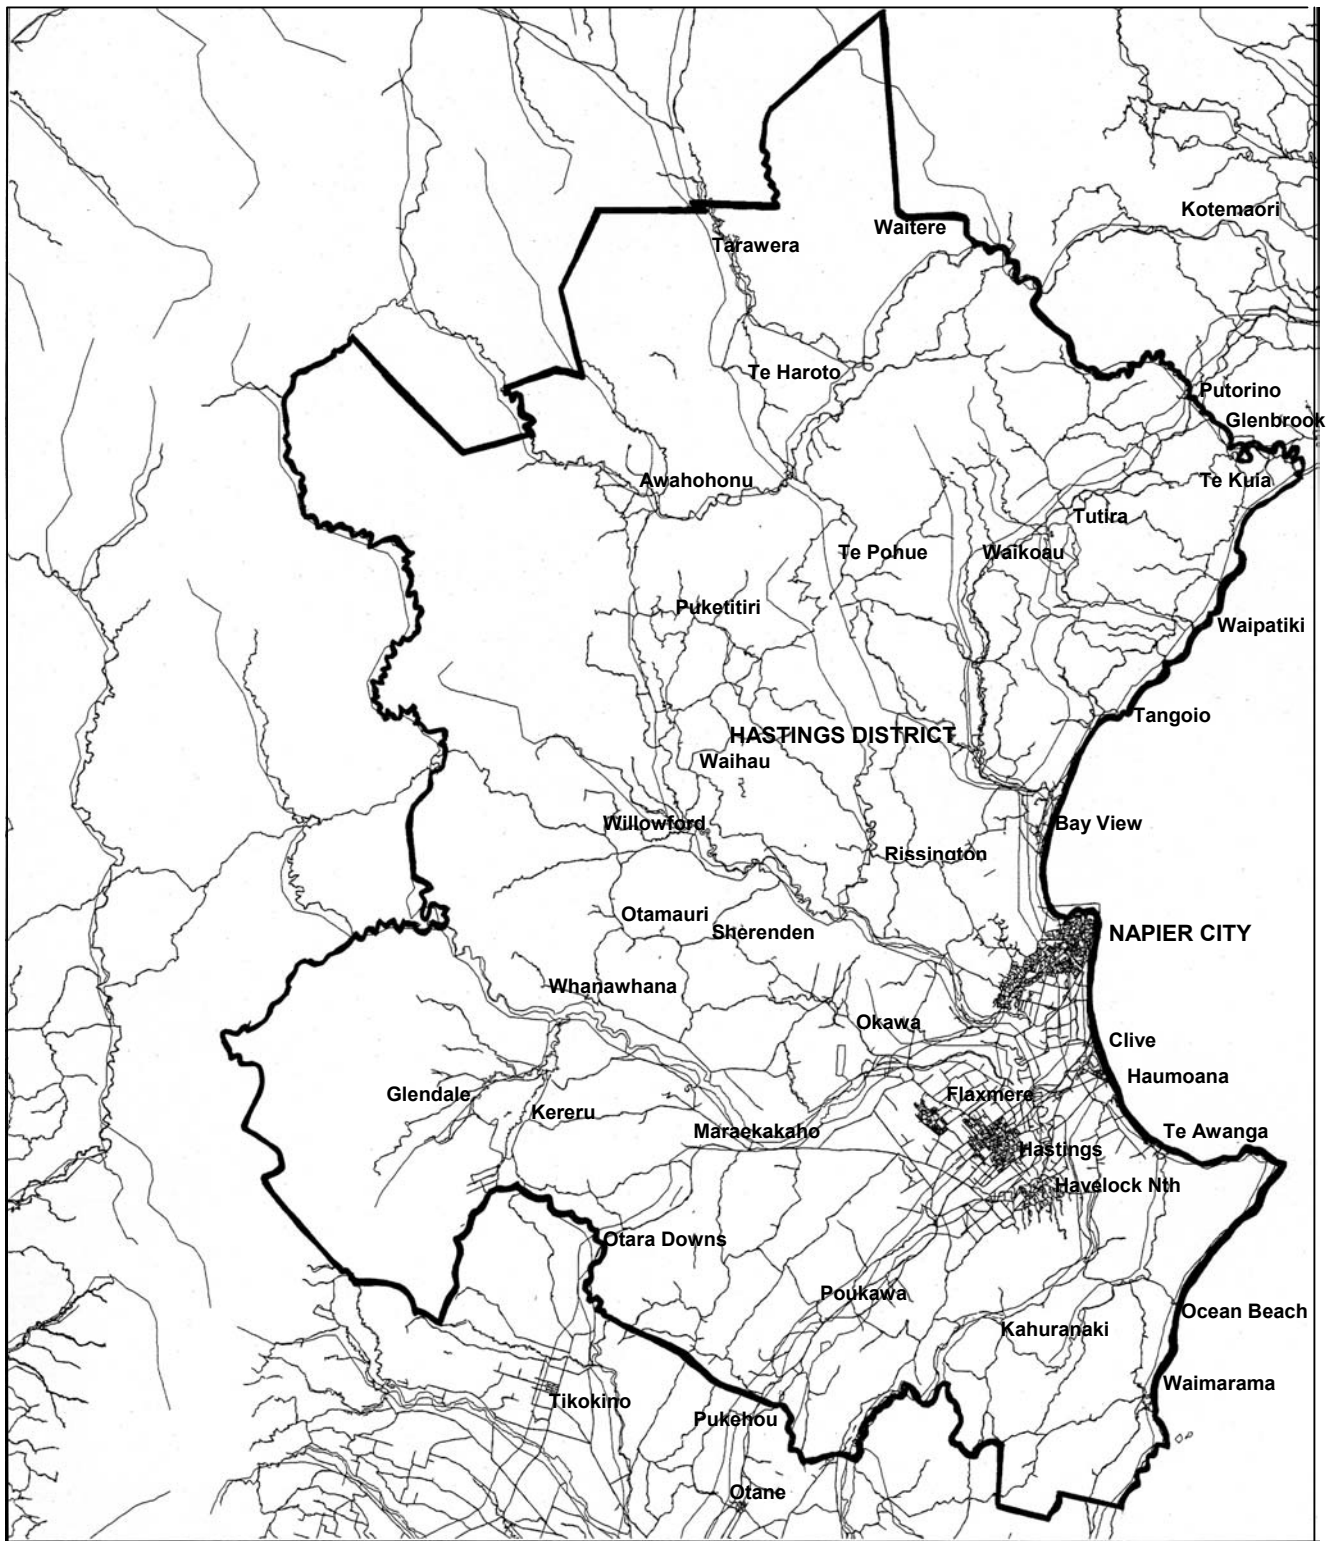 Kotemaori
Waitere
Tarawera
Te Haroto
Putorino
Glenbrook
Awahohonu
Te Kuia
Tutira
Te Pohue
Waikoau
Puketitiri
Waipatiki
Tangoio
HASTINGS DISTRICT
Waihau
Willowford
Bay View
Rissington
Otamauri
Sherenden
NAPIER CITY
Whanawhana
Okawa
Clive
Haumoana
Glendale
Flaxmere
Kereru
Maraekakaho
Te Awanga
Hastings
Havelock Nth
Otara Downs
Poukawa
Ocean Beach
Kahuranaki
Waimarama
Tikokino
Pukehou
Otane